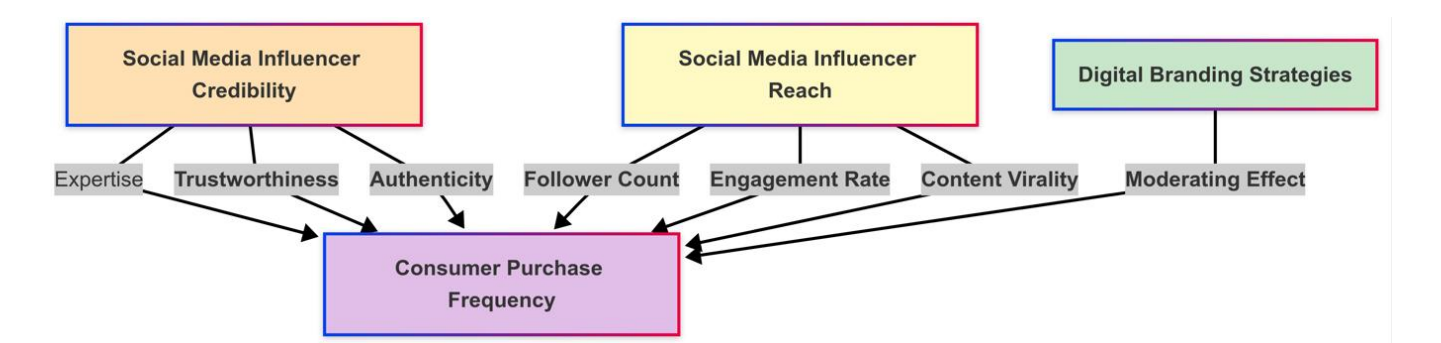 Social Media Influencer
Credibility
Social Media Influencer
Reach
Digital Branding Strategies
Expertise
Trustworthiness
Authenticity
Follower Count
Engagement Rate
Content Virality
Moderating Effect
Consumer Purchase
Frequency